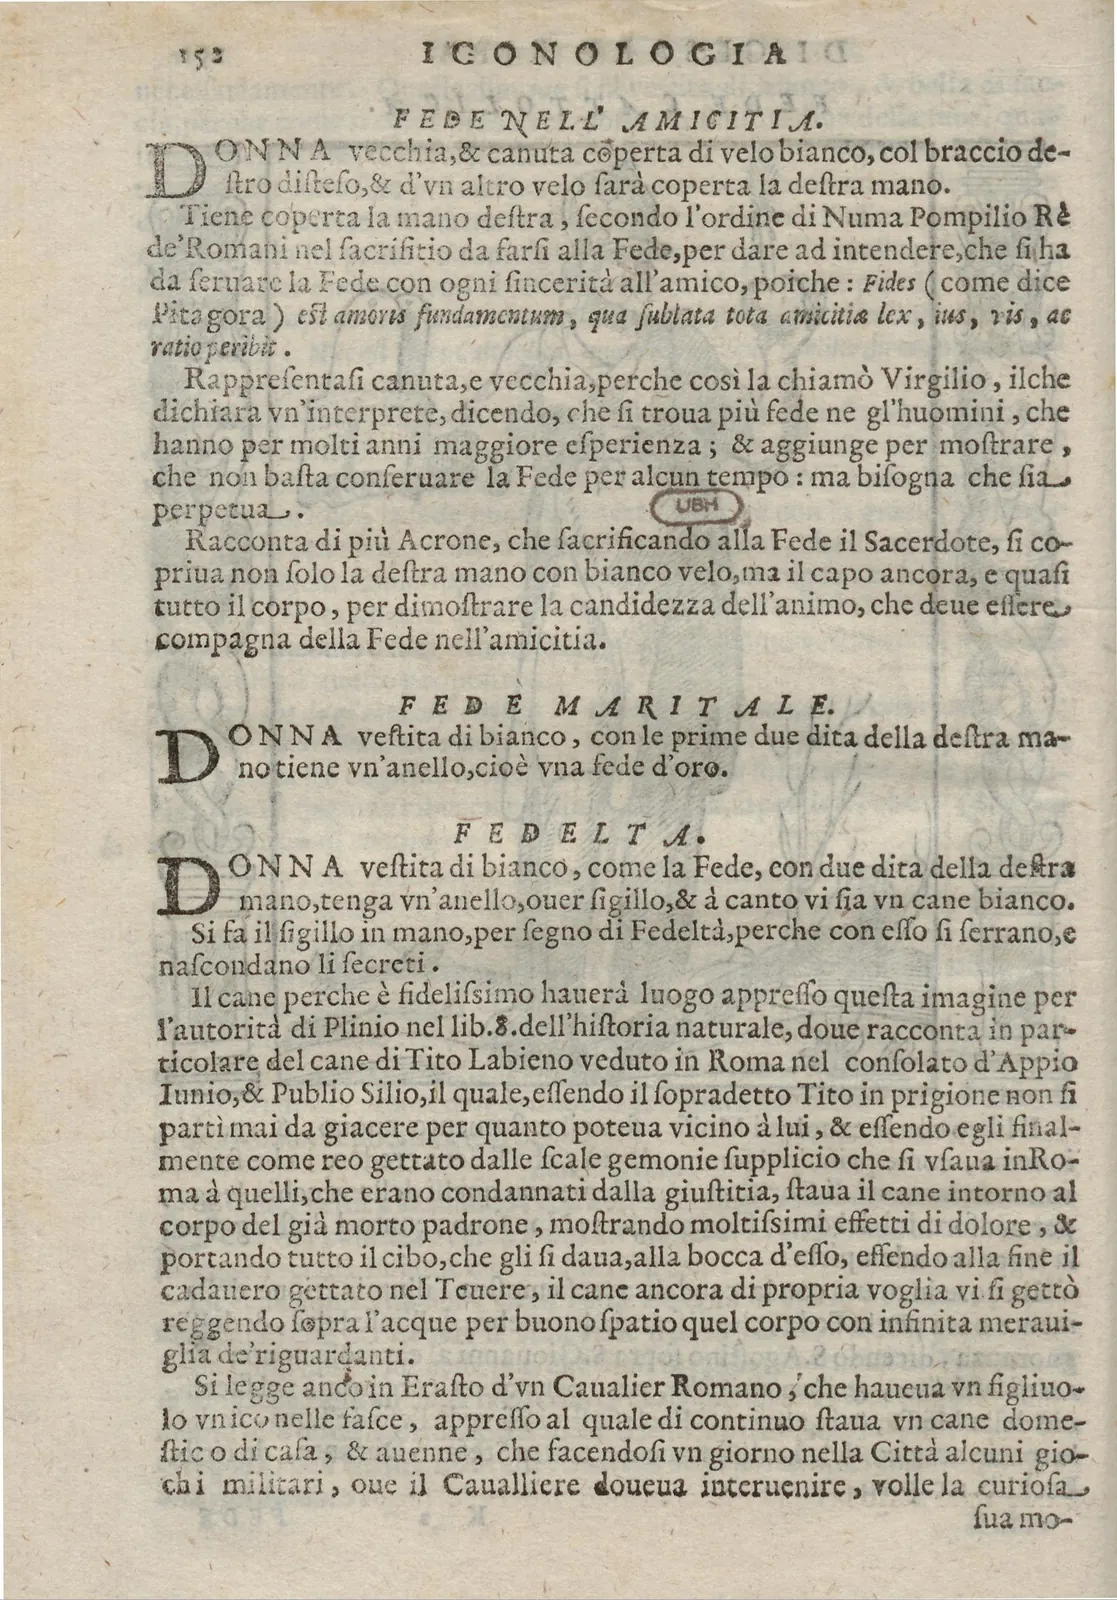 152 ICONOLOGIA
FEDE NELL' AMICITIA.
DONNA vecchia,& canuta coperta di velo bianco, col braccio de-
ſtro diſteſo,& d'vn altro velo ſarà coperta la deſtra mano.
Tiene coperta la mano deſtra, ſecondo l'ordine di Numa Pompilio Rè
de'Romani nel ſacrifitio da farſi alla Fede,per dare ad intendere,che ſi ha
da ſeruare la Fede con ogni ſincerità all'amico, poiche : Fides ( come dice
Pitagora ) eſt amoris fundamentum, qua ſublata tota amicitiæ lex, ius, vis, ac
ratio peribit.
Rappreſentaſi canuta,e vecchia,perche così la chiamò Virgilio, ilche
dichiara vn'interprete, dicendo, che ſi troua più fede ne gl'huomini, che
hanno per molti anni maggiore eſperienza ; & aggiunge per moſtrare,
che non baſta conſeruare la Fede per alcun tempo : ma biſogna che ſia
perpetua.
UBH
Racconta di più Acrone, che ſacrificando alla Fede il Sacerdote, ſi co-
priua non ſolo la deſtra mano con bianco velo,ma il capo ancora, e quaſi
tutto il corpo, per dimoſtrare la candidezza dell'animo, che deue eſſere
compagna della Fede nell'amicitia.
FEDE MARITALE.
DONNA veſtita di bianco, con le prime due dita della deſtra ma-
no tiene vn'anello,cioè vna fede d'oro.
FEDELTA.
DONNA veſtita di bianco, come la Fede, con due dita della deſtra
mano,tenga vn'anello,ouer ſigillo,& à canto vi ſia vn cane bianco.
Si fa il ſigillo in mano,per ſegno di Fedeltà,perche con eſſo ſi ſerrano,e
naſcondano li ſecreti.
Il cane perche è fideliſsimo hauerà luogo appreſſo queſta imagine per
l'autorità di Plinio nel lib.8.dell'hiſtoria naturale, doue racconta in par-
ticolare del cane di Tito Labieno veduto in Roma nel conſolato d'Appio
Iunio,& Publio Silio,il quale,eſſendo il ſopradetto Tito in prigione non ſi
partì mai da giacere per quanto poteua vicino à lui, & eſſendo egli final-
mente come reo gettato dalle ſcale gemonie ſupplicio che ſi vſaua inRo-
ma à quelli,che erano condannati dalla giuſtitia, ſtaua il cane intorno al
corpo del già morto padrone, moſtrando moltiſsimi effetti di dolore, &
portando tutto il cibo,che gli ſi daua,alla bocca d'eſſo, eſſendo alla fine il
cadauero gettato nel Teuere, il cane ancora di propria voglia vi ſi gettò
reggendo ſopra l'acque per buono ſpatio quel corpo con infinita meraui-
glia de'riguardanti.
Si legge anco in Eraſto d'vn Caualier Romano, che haueua vn figliuo-
lo vnico nelle faſce, appreſſo al quale di continuo ſtaua vn cane dome-
ſtico di caſa, & auenne, che facendoſi vn giorno nella Città alcuni gio-
chi militari, oue il Caualliere doueua interuenire, volle la curioſa
ſua mo-